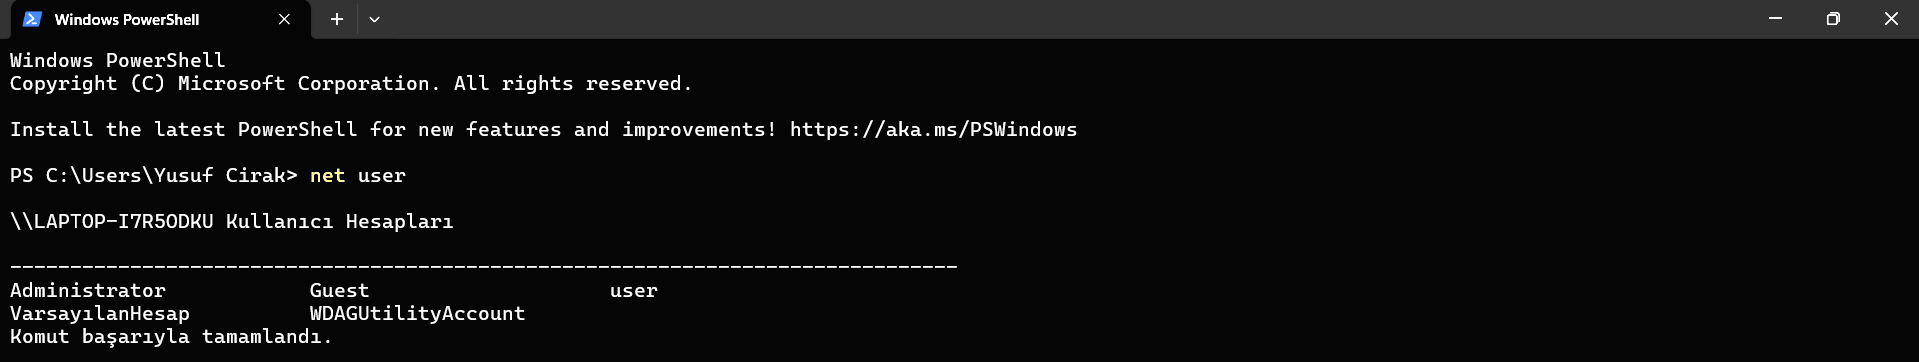 Windows PowerShell
Windows PowerShell
Copyright (C) Microsoft Corporation. All rights reserved.
Install the latest PowerShell for new features and improvements! https://aka.ms/PSWindows
PS C:\Users\Yusuf Cirak> net user
\\LAPTOP-I7R5ODKU Kullanıcı Hesapları
-------------------------------------------------------------------------------
Administrator            Guest                    user
VarsayılanHesap          WDAGUtilityAccount
Komut başarıyla tamamlandı.